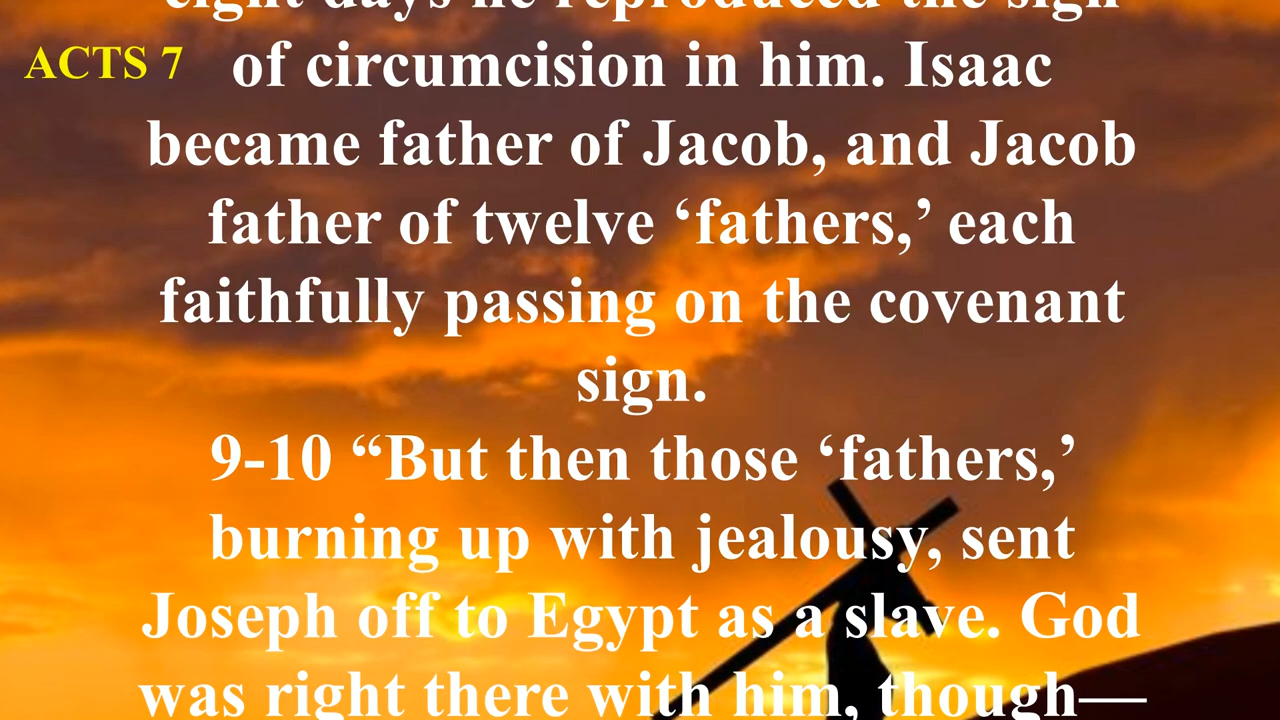 eight days he reproduced the sign
ACTS 7
of circumcision in him. Isaac
became father of Jacob, and Jacob
father of twelve ‘fathers,’ each
faithfully passing on the covenant
sign.
9-10 “But then those ‘fathers,’
burning up with jealousy, sent
Joseph off to Egypt as a slave. God
was right there with him, though—